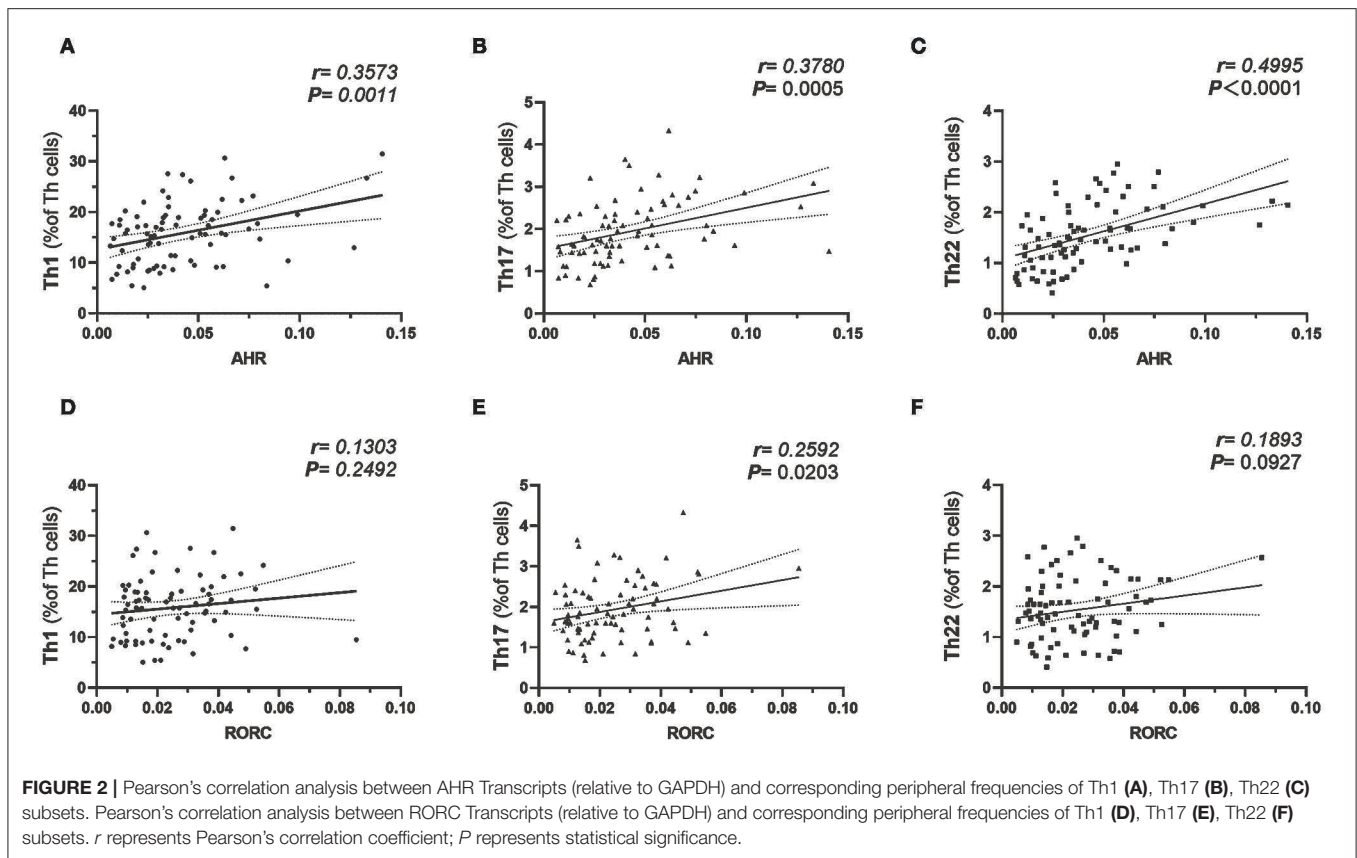 A
r= 0.3573
P= 0.0011
Th1 (%of Th cells)
40
30
20
10
0
0.00 0.05 0.10 0.15
AHR
B
r= 0.3780
P= 0.0005
Th17 (%of Th cells)
5
4
3
2
1
0
0.00 0.05 0.10 0.15
AHR
C
r= 0.4995
P<0.0001
Th22 (%of Th cells)
4
3
2
1
0
0.00 0.05 0.10 0.15
AHR
D
r= 0.1303
P= 0.2492
Th1 (%of Th cells)
40
30
20
10
0
0.00 0.02 0.04 0.06 0.08 0.10
RORC
E
r= 0.2592
P= 0.0203
Th17 (%of Th cells)
5
4
3
2
1
0
0.00 0.02 0.04 0.06 0.08 0.10
RORC
F
r= 0.1893
P= 0.0927
Th22 (%of Th cells)
4
3
2
1
0
0.00 0.02 0.04 0.06 0.08 0.10
RORC
FIGURE 2 | Pearson's correlation analysis between AHR Transcripts (relative to GAPDH) and corresponding peripheral frequencies of Th1 (A), Th17 (B), Th22 (C)
subsets. Pearson's correlation analysis between RORC Transcripts (relative to GAPDH) and corresponding peripheral frequencies of Th1 (D), Th17 (E), Th22 (F)
subsets. r represents Pearson's correlation coefficient; P represents statistical significance.